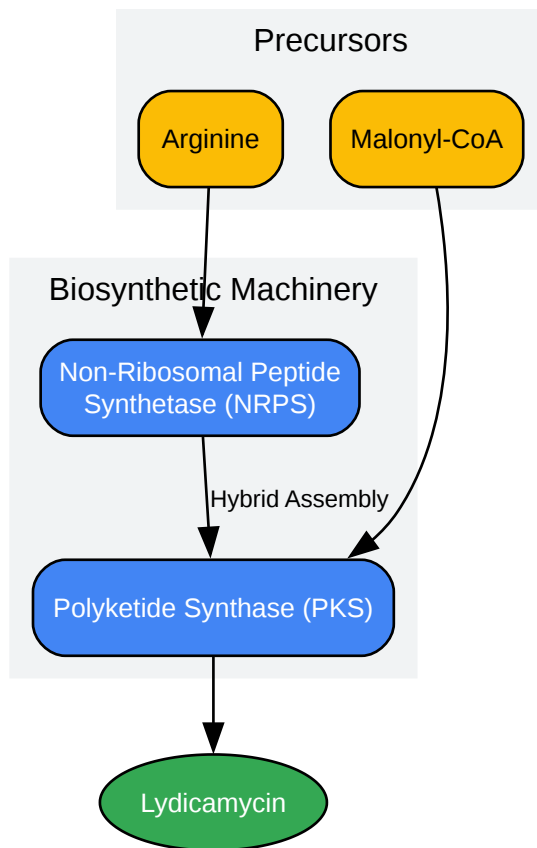 Precursors
Arginine
Malonyl-CoA
Biosynthetic Machinery
Non-Ribosomal Peptide
Synthetase (NRPS)
Hybrid Assembly
Polyketide Synthase (PKS)
Lydicamycin